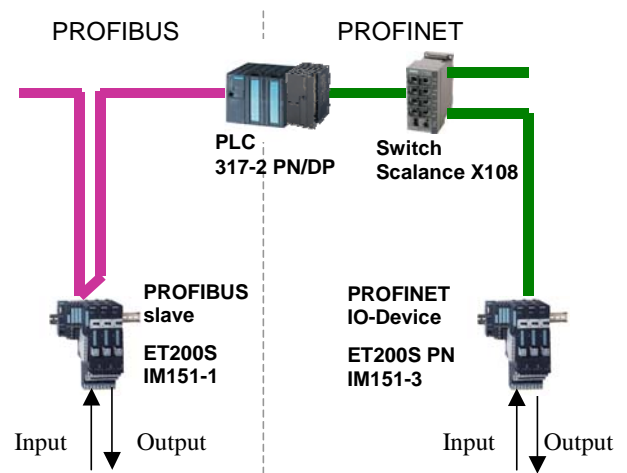 PROFIBUS
PROFINET
PLC
317-2 PN/DP
Switch
Scalance X108
PROFIBUS
slave
ET200S
IM151-1
PROFINET
IO-Device
ET200S PN
IM151-3
Input
Output
Input
Output